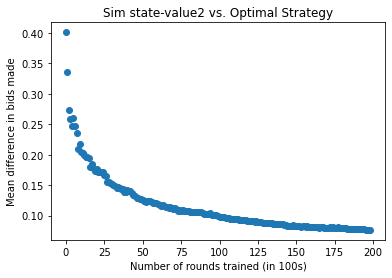 Sim state-value2 vs. Optimal Strategy
Mean difference in bids made
0.40
0.35
0.30
0.25
0.20
0.15
0.10
0 25 50 75 100 125 150 175 200
Number of rounds trained (in 100s)